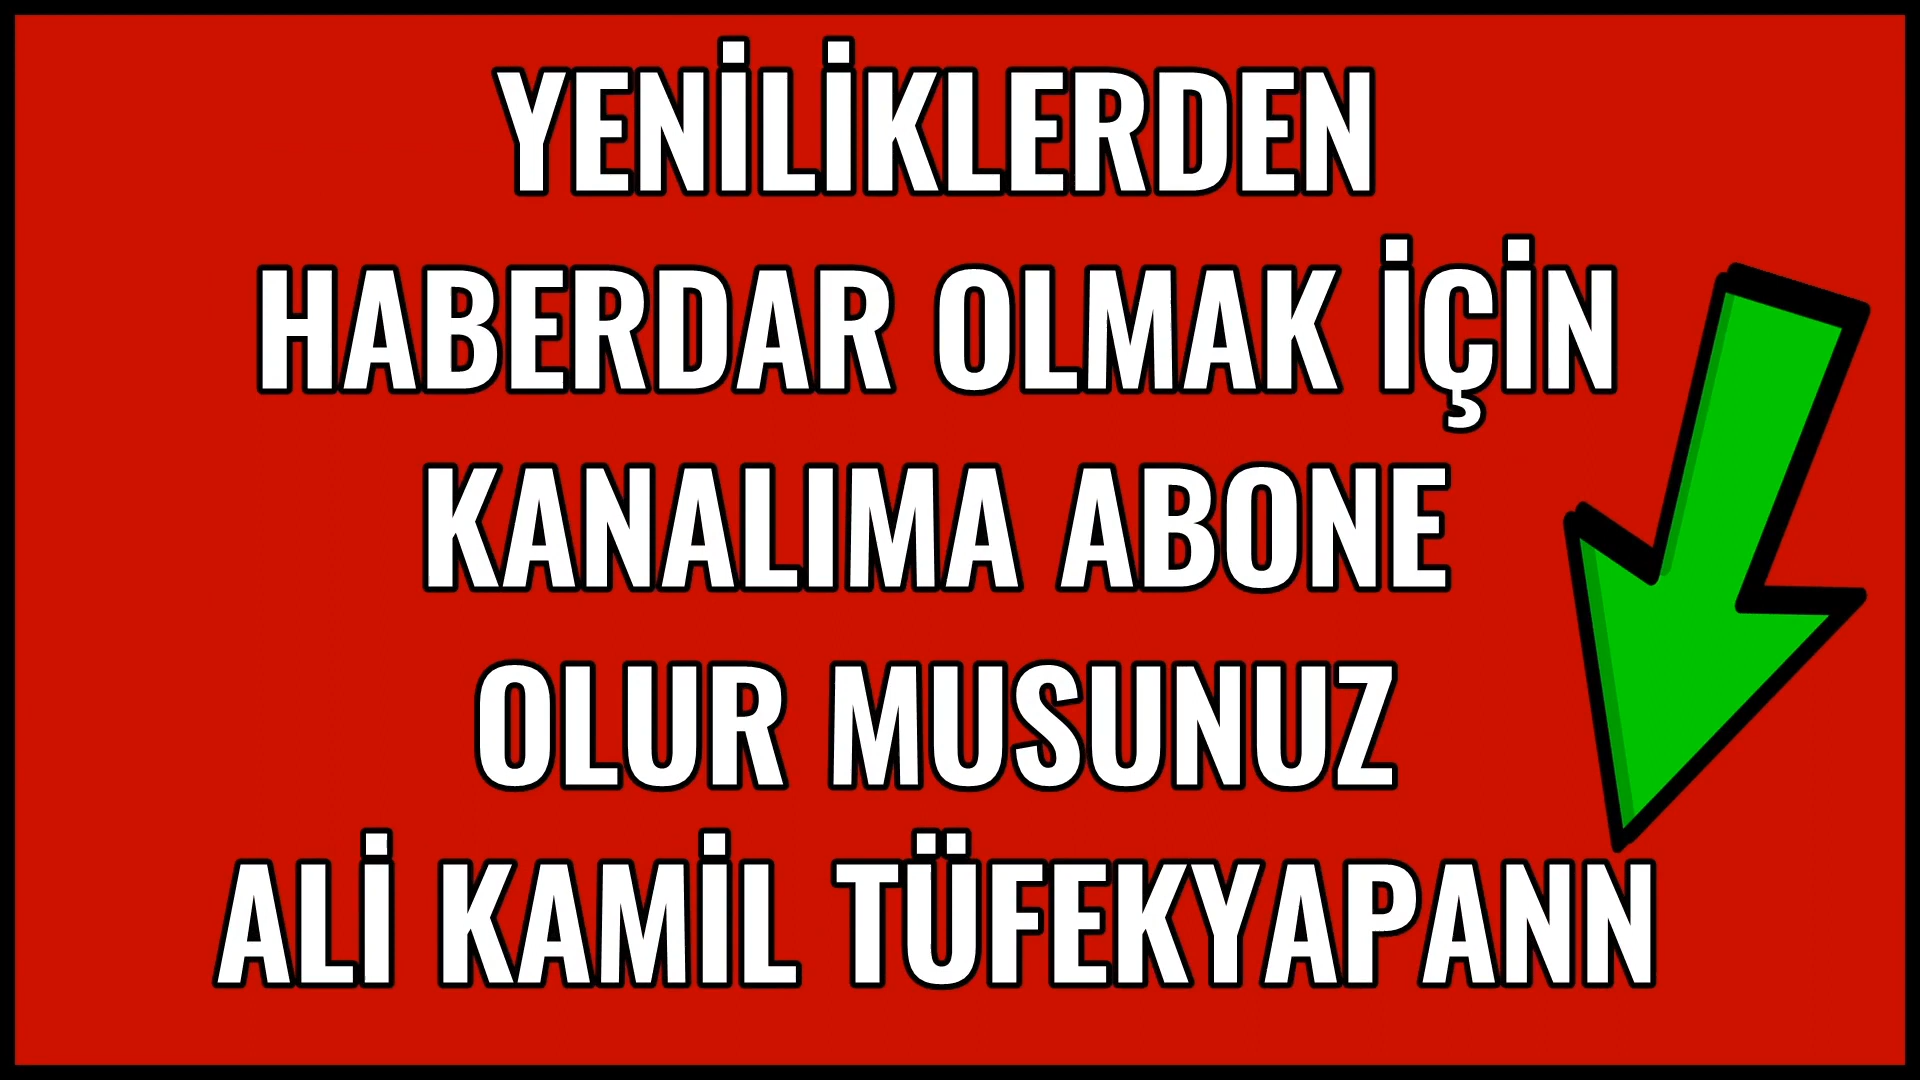 YENİLİKLERDEN
HABERDAR OLMAK İÇİN
KANALIMA ABONE
OLUR MUSUNUZ
ALİ KAMİL TÜFEKYAPANN